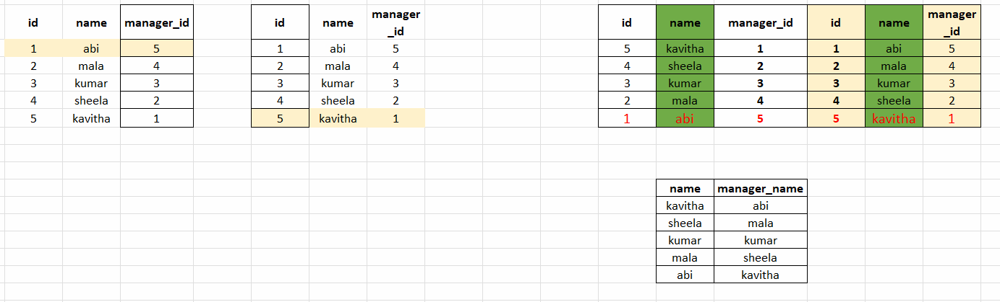 id name manager_id id name manager _id id name manager_id id name manager _id
1 abi 5 1 abi 5 5 kavitha 1 1 abi 5
2 mala 4 2 mala 4 4 sheela 2 2 mala 4
3 kumar 3 3 kumar 3 3 kumar 3 3 kumar 3
4 sheela 2 4 sheela 2 2 mala 4 4 sheela 2
5 kavitha 1 5 kavitha 1 1 abi 5 5 kavitha 1
name manager_name
kavitha abi
sheela mala
kumar kumar
mala sheela
abi kavitha